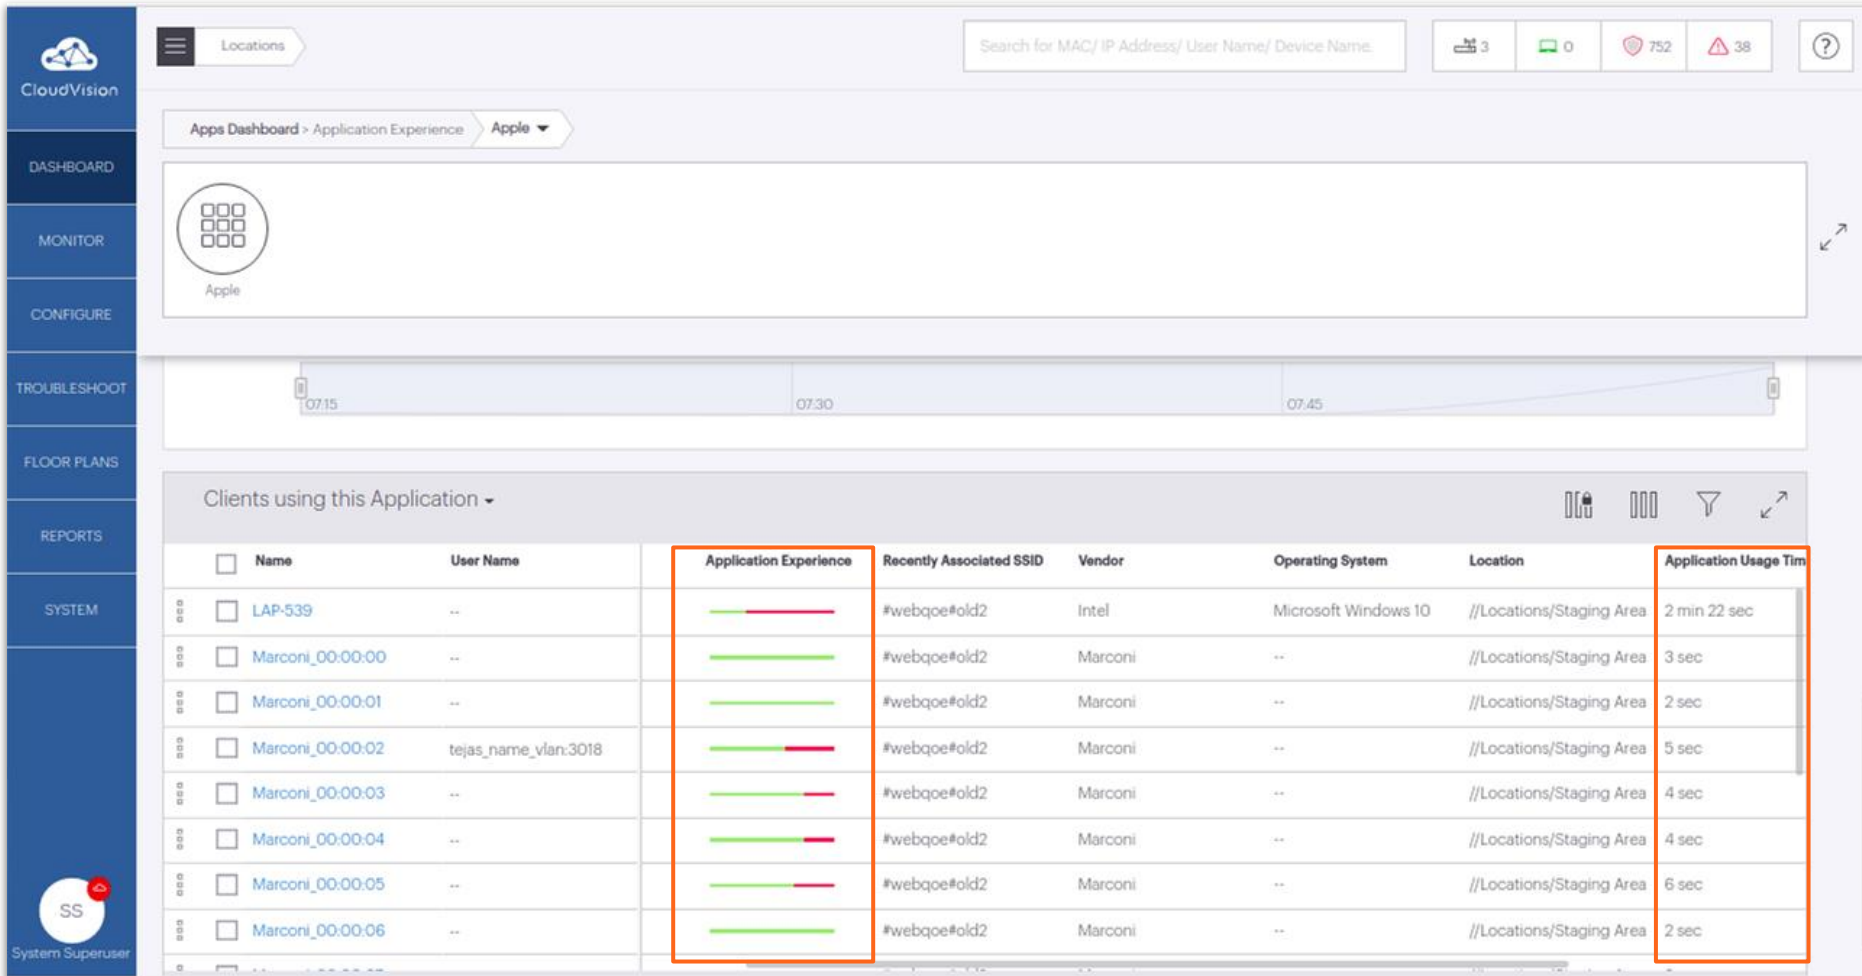 CloudVision
Locations
Search for MAC/ IP Address/ User Name/ Device Name.
3
0
752
38
?
Apps Dashboard > Application Experience
Apple
DASHBOARD
MONITOR
CONFIGURE
TROUBLESHOOT
FLOOR PLANS
REPORTS
SYSTEM
Apple
07:15
07:30
07:45
Clients using this Application
Name User Name Application Experience Recently Associated SSID Vendor Operating System Location Application Usage Tim
LAP-539 -- #webqoe#old2 Intel Microsoft Windows 10 //Locations/Staging Area 2 min 22 sec
Marconi_00:00:00 -- #webqoe#old2 Marconi -- //Locations/Staging Area 3 sec
Marconi_00:00:01 -- #webqoe#old2 Marconi -- //Locations/Staging Area 2 sec
Marconi_00:00:02 tejas_name_vlan:3018 #webqoe#old2 Marconi -- //Locations/Staging Area 5 sec
Marconi_00:00:03 -- #webqoe#old2 Marconi -- //Locations/Staging Area 4 sec
Marconi_00:00:04 -- #webqoe#old2 Marconi -- //Locations/Staging Area 4 sec
Marconi_00:00:05 -- #webqoe#old2 Marconi -- //Locations/Staging Area 6 sec
Marconi_00:00:06 -- #webqoe#old2 Marconi -- //Locations/Staging Area 2 sec
SS
System Superuser